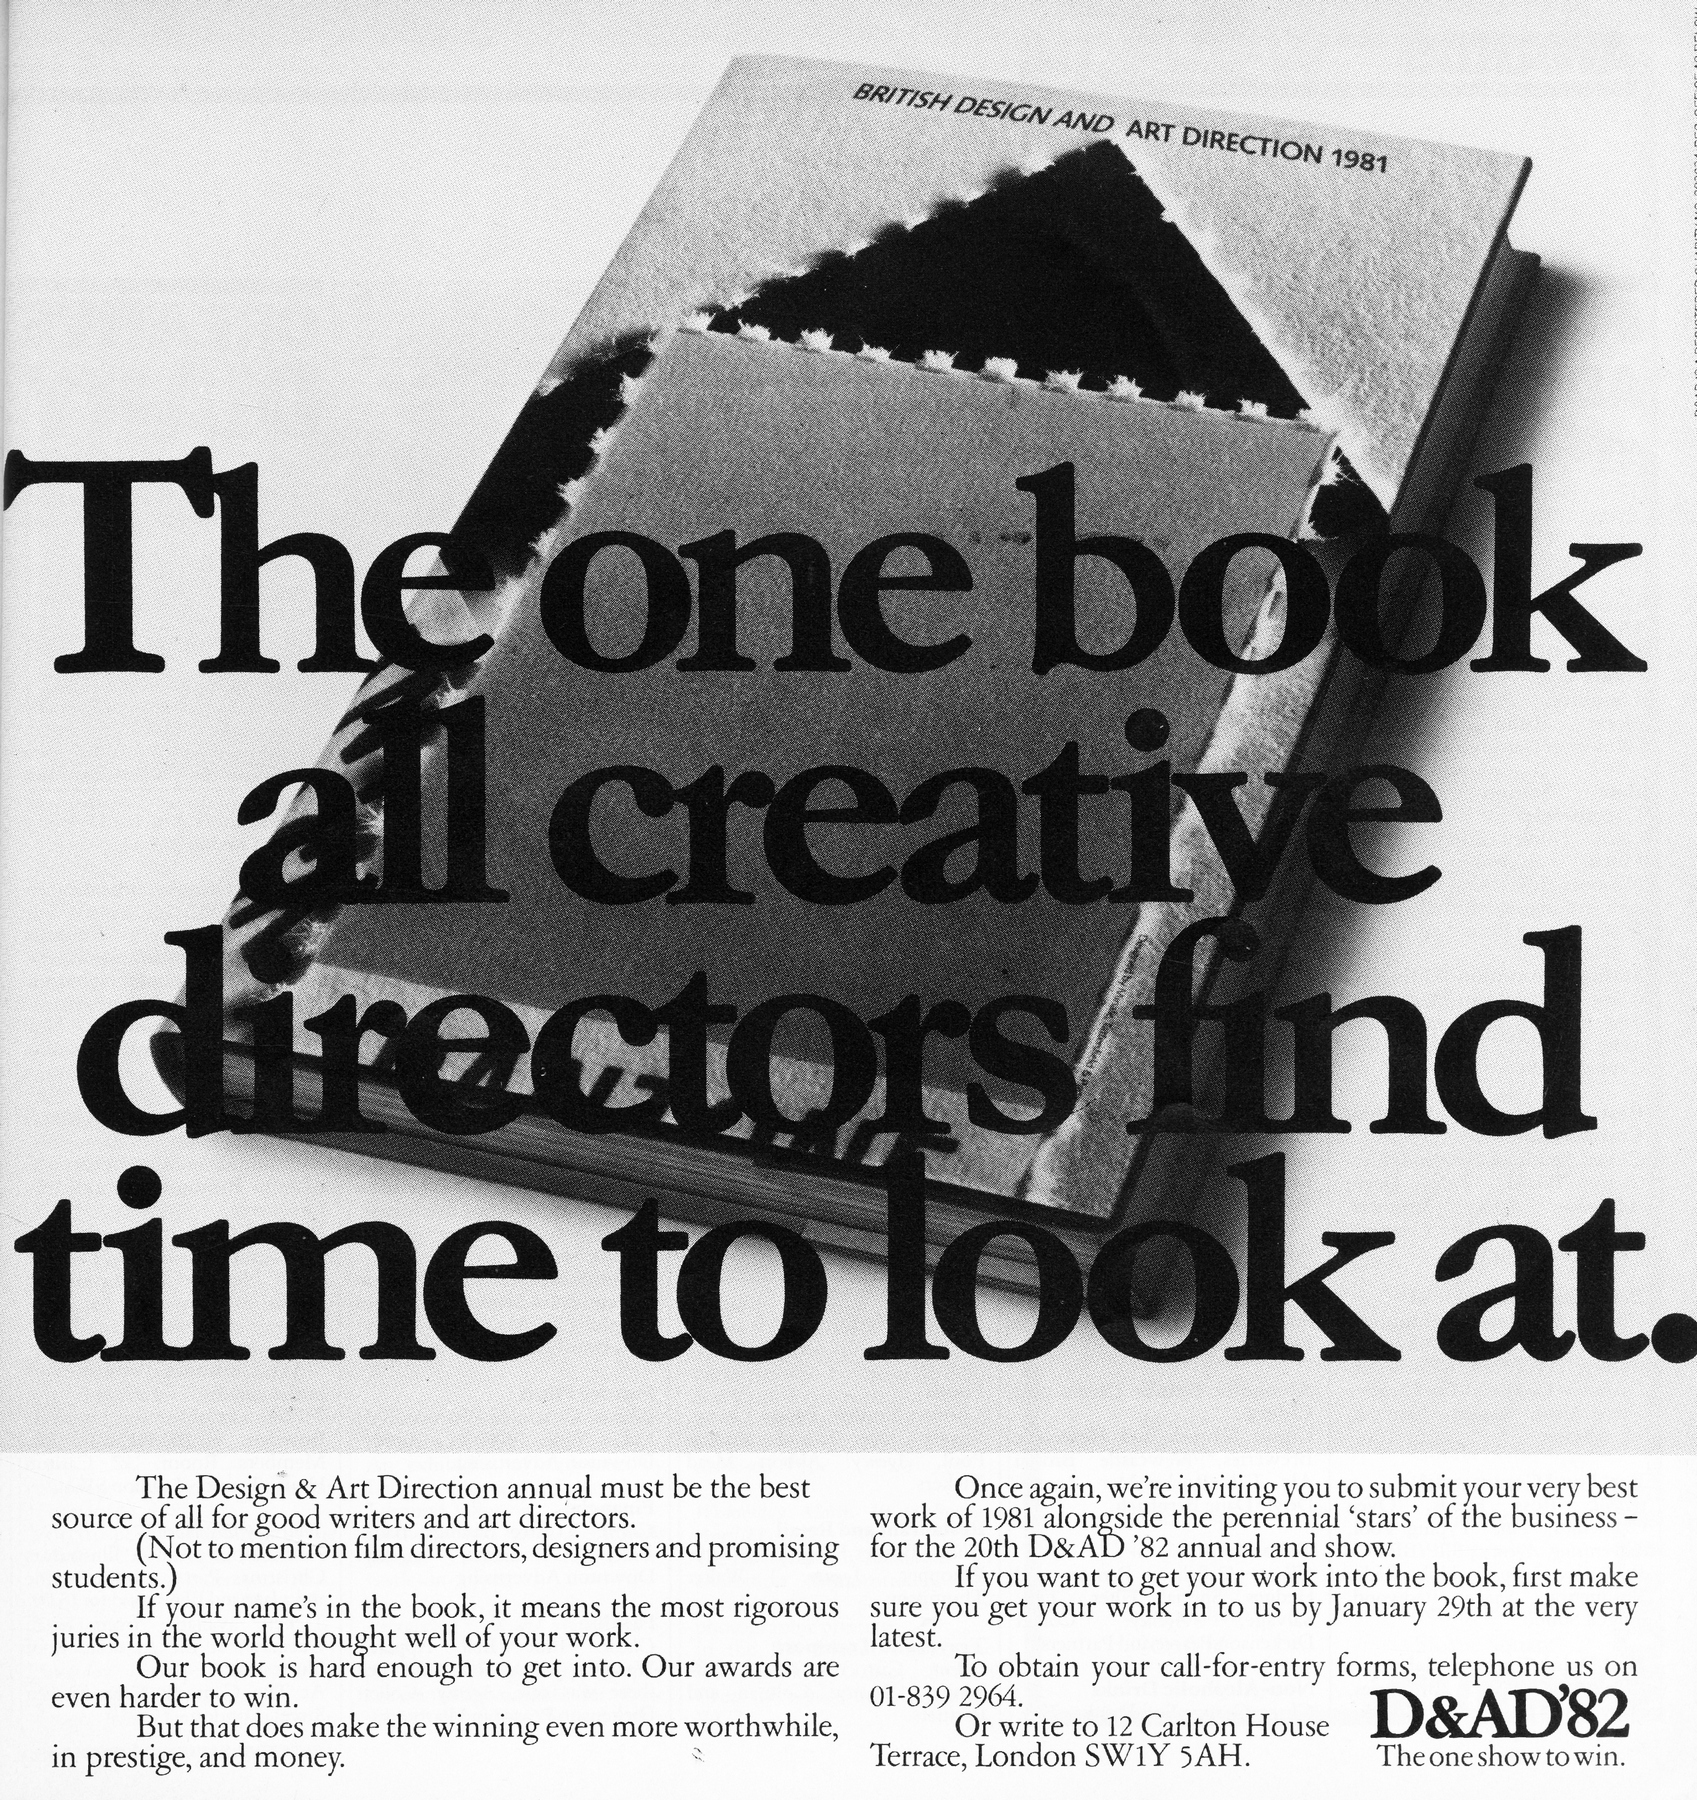 BRITISH DESIGN AND ART DIRECTION 1981
The one book
all creative
directors find
time to look at.
The Design & Art Direction annual must be the best
source of all for good writers and art directors.
(Not to mention film directors, designers and promising
students.)
If your name's in the book, it means the most rigorous
juries in the world thought well of your work.
Our book is hard enough to get into. Our awards are
even harder to win.
But that does make the winning even more worthwhile,
in prestige, and money.
Once again, we're inviting you to submit your very best
work of 1981 alongside the perennial 'stars' of the business –
for the 20th D&AD '82 annual and show.
If you want to get your work into the book, first make
sure you get your work in to us by January 29th at the very
latest.
To obtain your call-for-entry forms, telephone us on
01-839 2964.
Or write to 12 Carlton House
Terrace, London SW1Y 5AH.
D&AD'82
The one show to win.